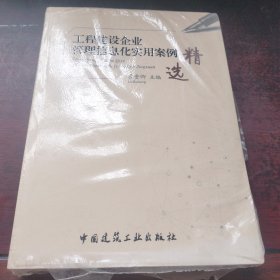 工程建设企业
管理信息化实用案例
精选
主编
中国建筑工业出版社